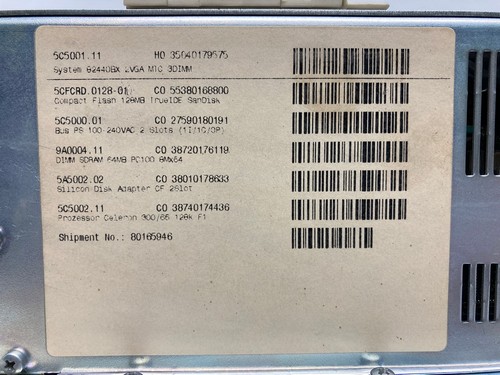 5C5001.11 H0 35040179575
System 82440BX 2VGA MIC 3DIMM
5CFCRD.0128-01 C0 55380168800
Compact Flash 128MB TrueIDE SanDisk
5C5000.01 C0 27590180191
Bus PS 100-240VAC 2 Slots (1I/1C/0P)
9A0004.11 C0 38720176119
DIMM SDRAM 64MB PC100 8Mx64
5A5002.02 C0 38010178633
Silicon Disk Adapter CF 2Slot
5C5002.11 C0 38740174436
Prozessor Celeron 300/66 128k F1
Shipment No.: 80165946